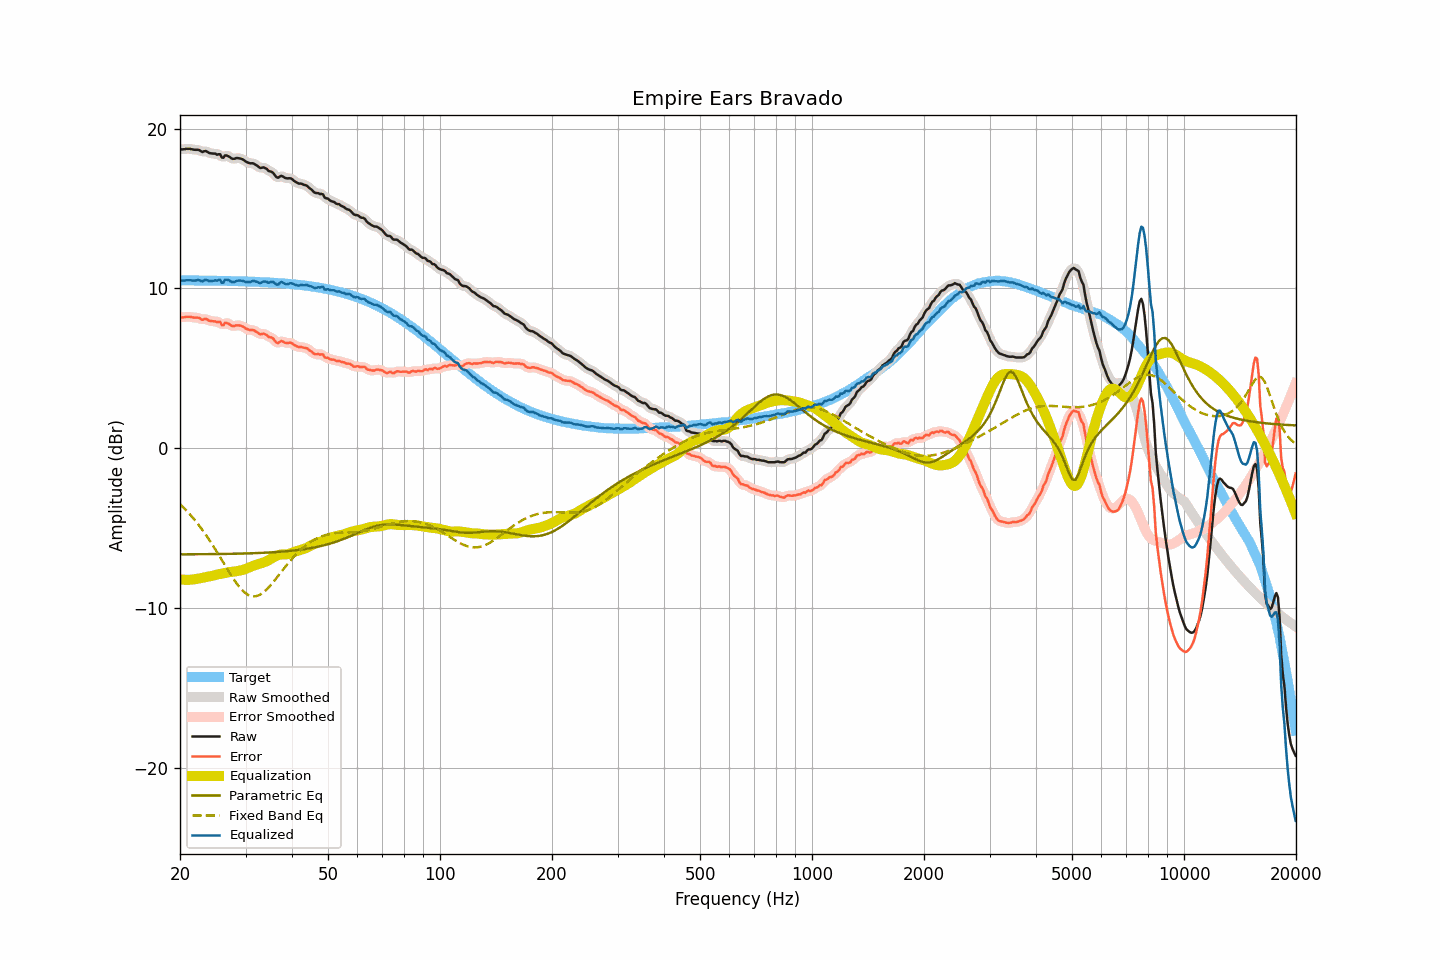 Empire Ears Bravado
20
10
0
−10
−20
Amplitude (dBr)
Target
Raw Smoothed
Error Smoothed
Raw
Error
Equalization
Parametric Eq
Fixed Band Eq
Equalized
20 50 100 200 500 1000 2000 5000 10000 20000
Frequency (Hz)